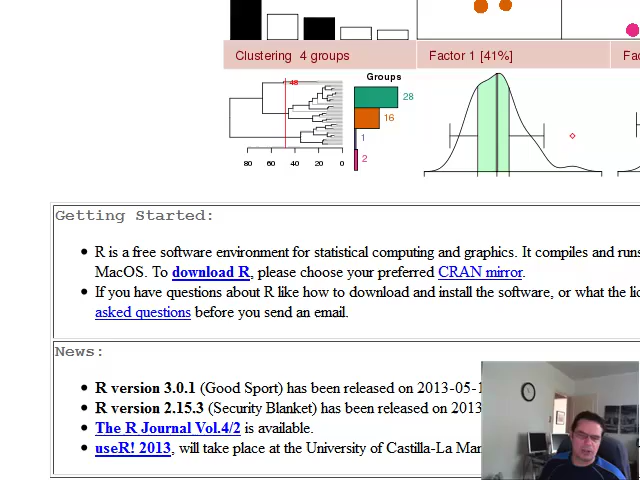 Clustering 4 groups
Factor 1 [41%]
Groups
48
28
16
1
2
80 60 40 20 0
Getting Started:
R is a free software environment for statistical computing and graphics. It compiles and runs
MacOS. To download R, please choose your preferred CRAN mirror.
If you have questions about R like how to download and install the software, or what the
asked questions before you send an email.
News:
R version 3.0.1 (Good Sport) has been released on 2013-05-1
R version 2.15.3 (Security Blanket) has been released on 2013
The R Journal Vol.4/2 is available.
useR! 2013, will take place at the University of Castilla-La